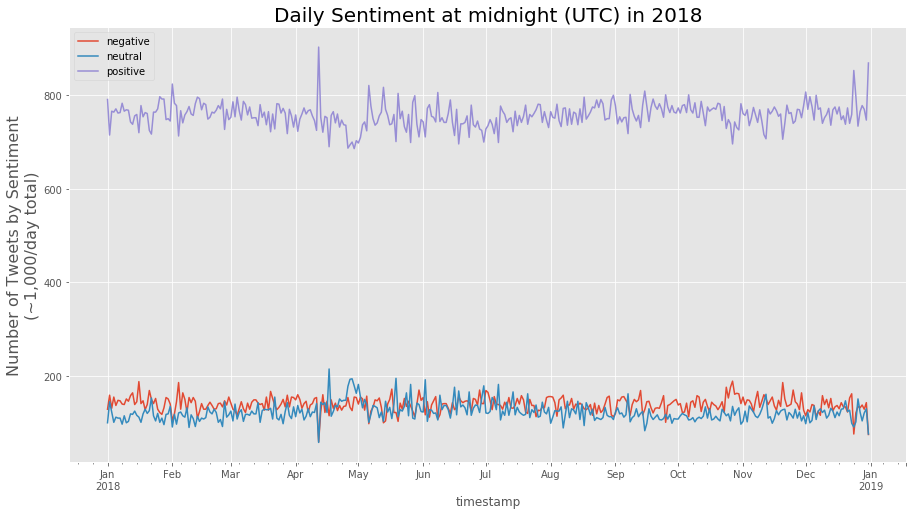 Daily Sentiment at midnight (UTC) in 2018
negative
neutral
positive
Number of Tweets by Sentiment
(~1,000/day total)
800
600
400
200
Jan Feb Mar Apr May Jun Jul Aug Sep Oct Nov Dec Jan
2018 2019
timestamp